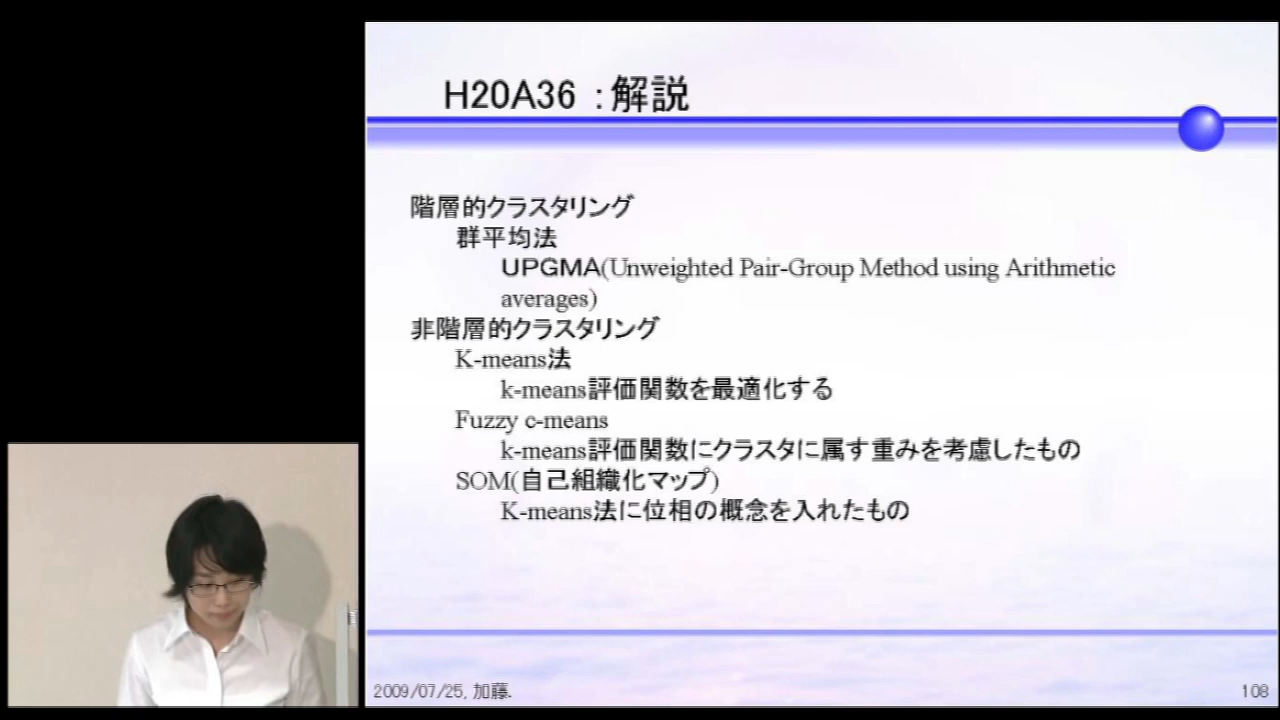 H20A36 :解説
階層的クラスタリング
群平均法
UPGMA(Unweighted Pair-Group Method using Arithmetic
averages)
非階層的クラスタリング
K-means法
k-means評価関数を最適化する
Fuzzy c-means
k-means評価関数にクラスタに属す重みを考慮したもの
SOM(自己組織化マップ)
K-means法に位相の概念を入れたもの
2009/07/25, 加藤.
108